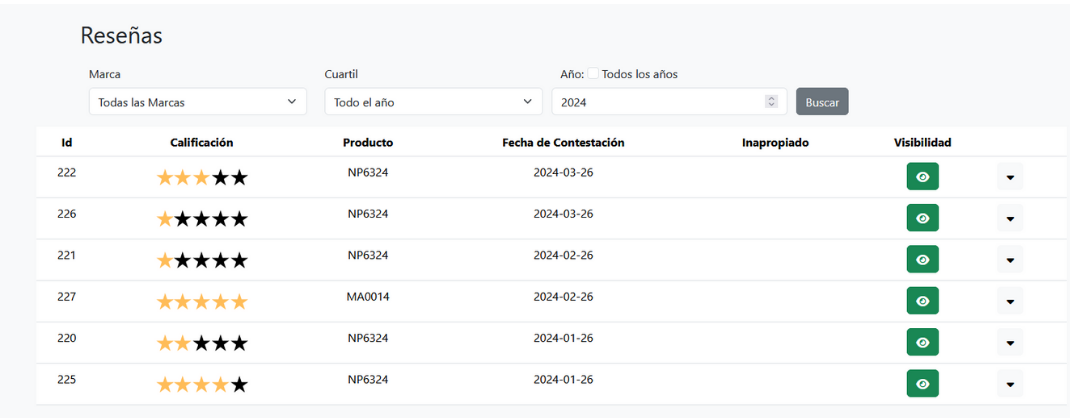 Reseñas
Marca Cuartil Año: Todos los años
Todas las Marcas Todo el año 2024 Buscar
Id Calificación Producto Fecha de Contestación Inapropiado Visibilidad
222 NP6324 2024-03-26
226 NP6324 2024-03-26
221 NP6324 2024-02-26
227 MA0014 2024-02-26
220 NP6324 2024-01-26
225 NP6324 2024-01-26